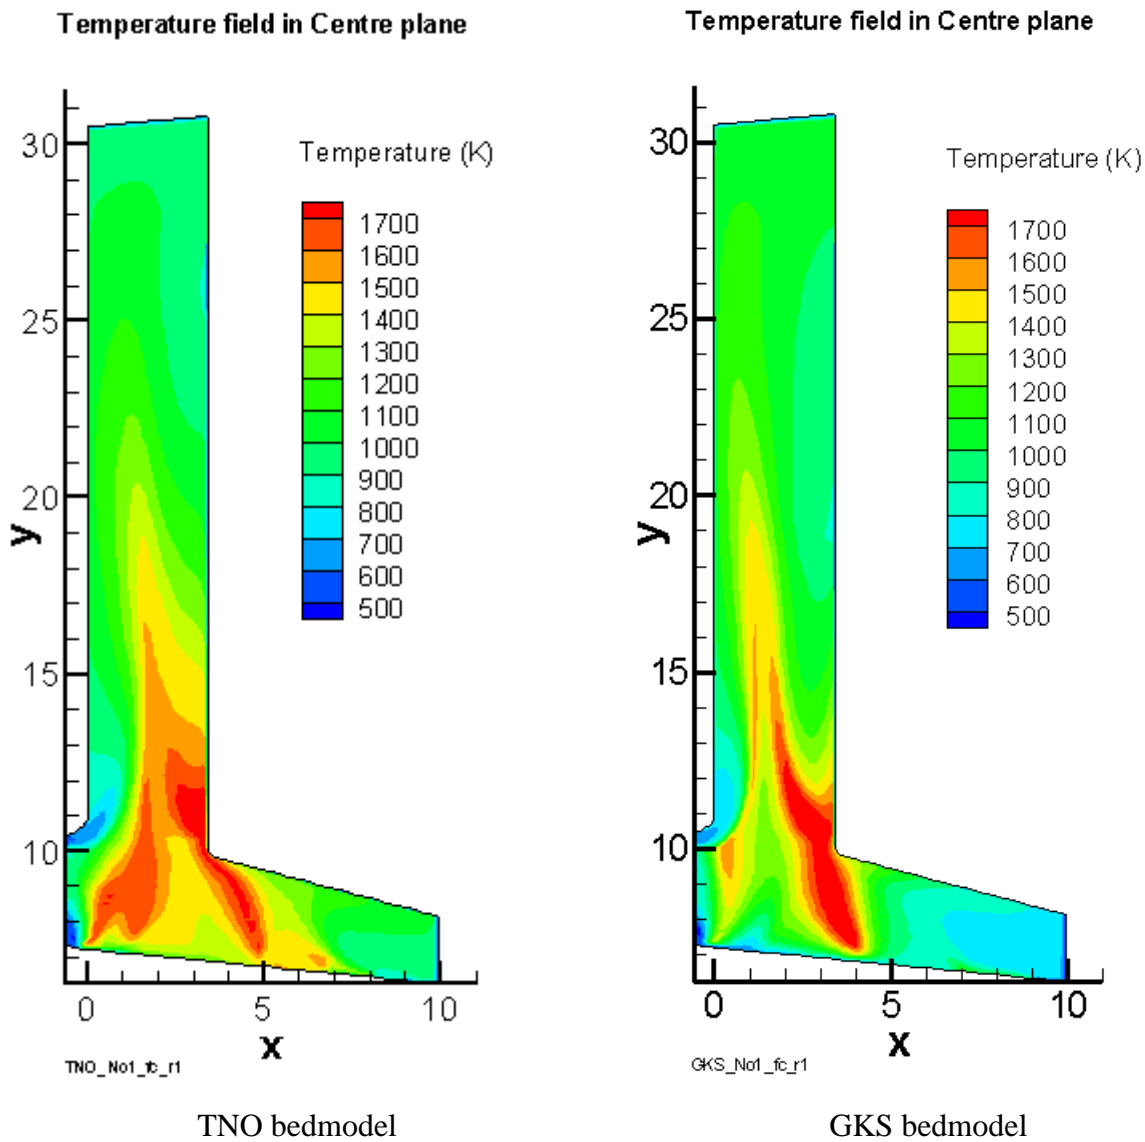 Temperature field in Centre plane
Temperature (K)
1700
1600
1500
1400
1300
1200
1100
1000
900
800
700
600
500
30
25
20
15
10
y
0 5 10
x
TNO_No1_fc_r1
TNO bedmodel
Temperature field in Centre plane
Temperature (K)
1700
1600
1500
1400
1300
1200
1100
1000
900
800
700
600
500
30
25
20
15
10
y
0 5 10
x
GKS_No1_fc_r1
GKS bedmodel